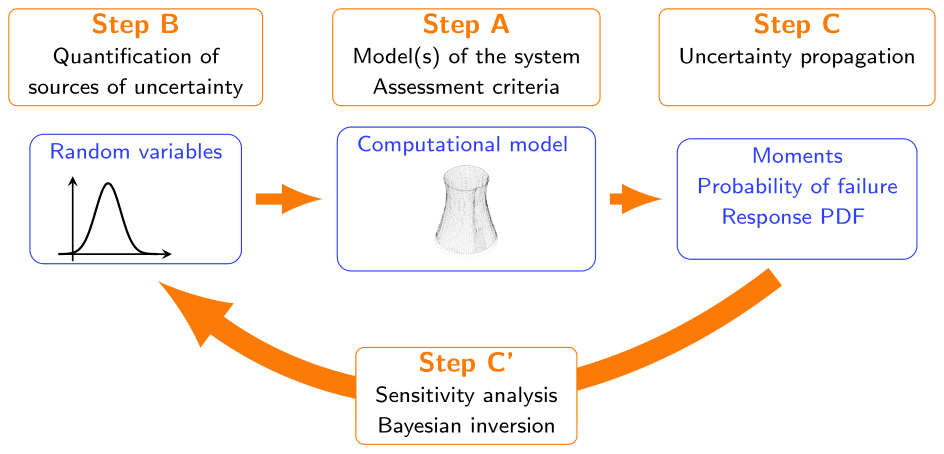 Step B
Quantification of
sources of uncertainty
Step A
Model(s) of the system
Assessment criteria
Step C
Uncertainty propagation
Random variables
Computational model
Moments
Probability of failure
Response PDF
Step C'
Sensitivity analysis
Bayesian inversion